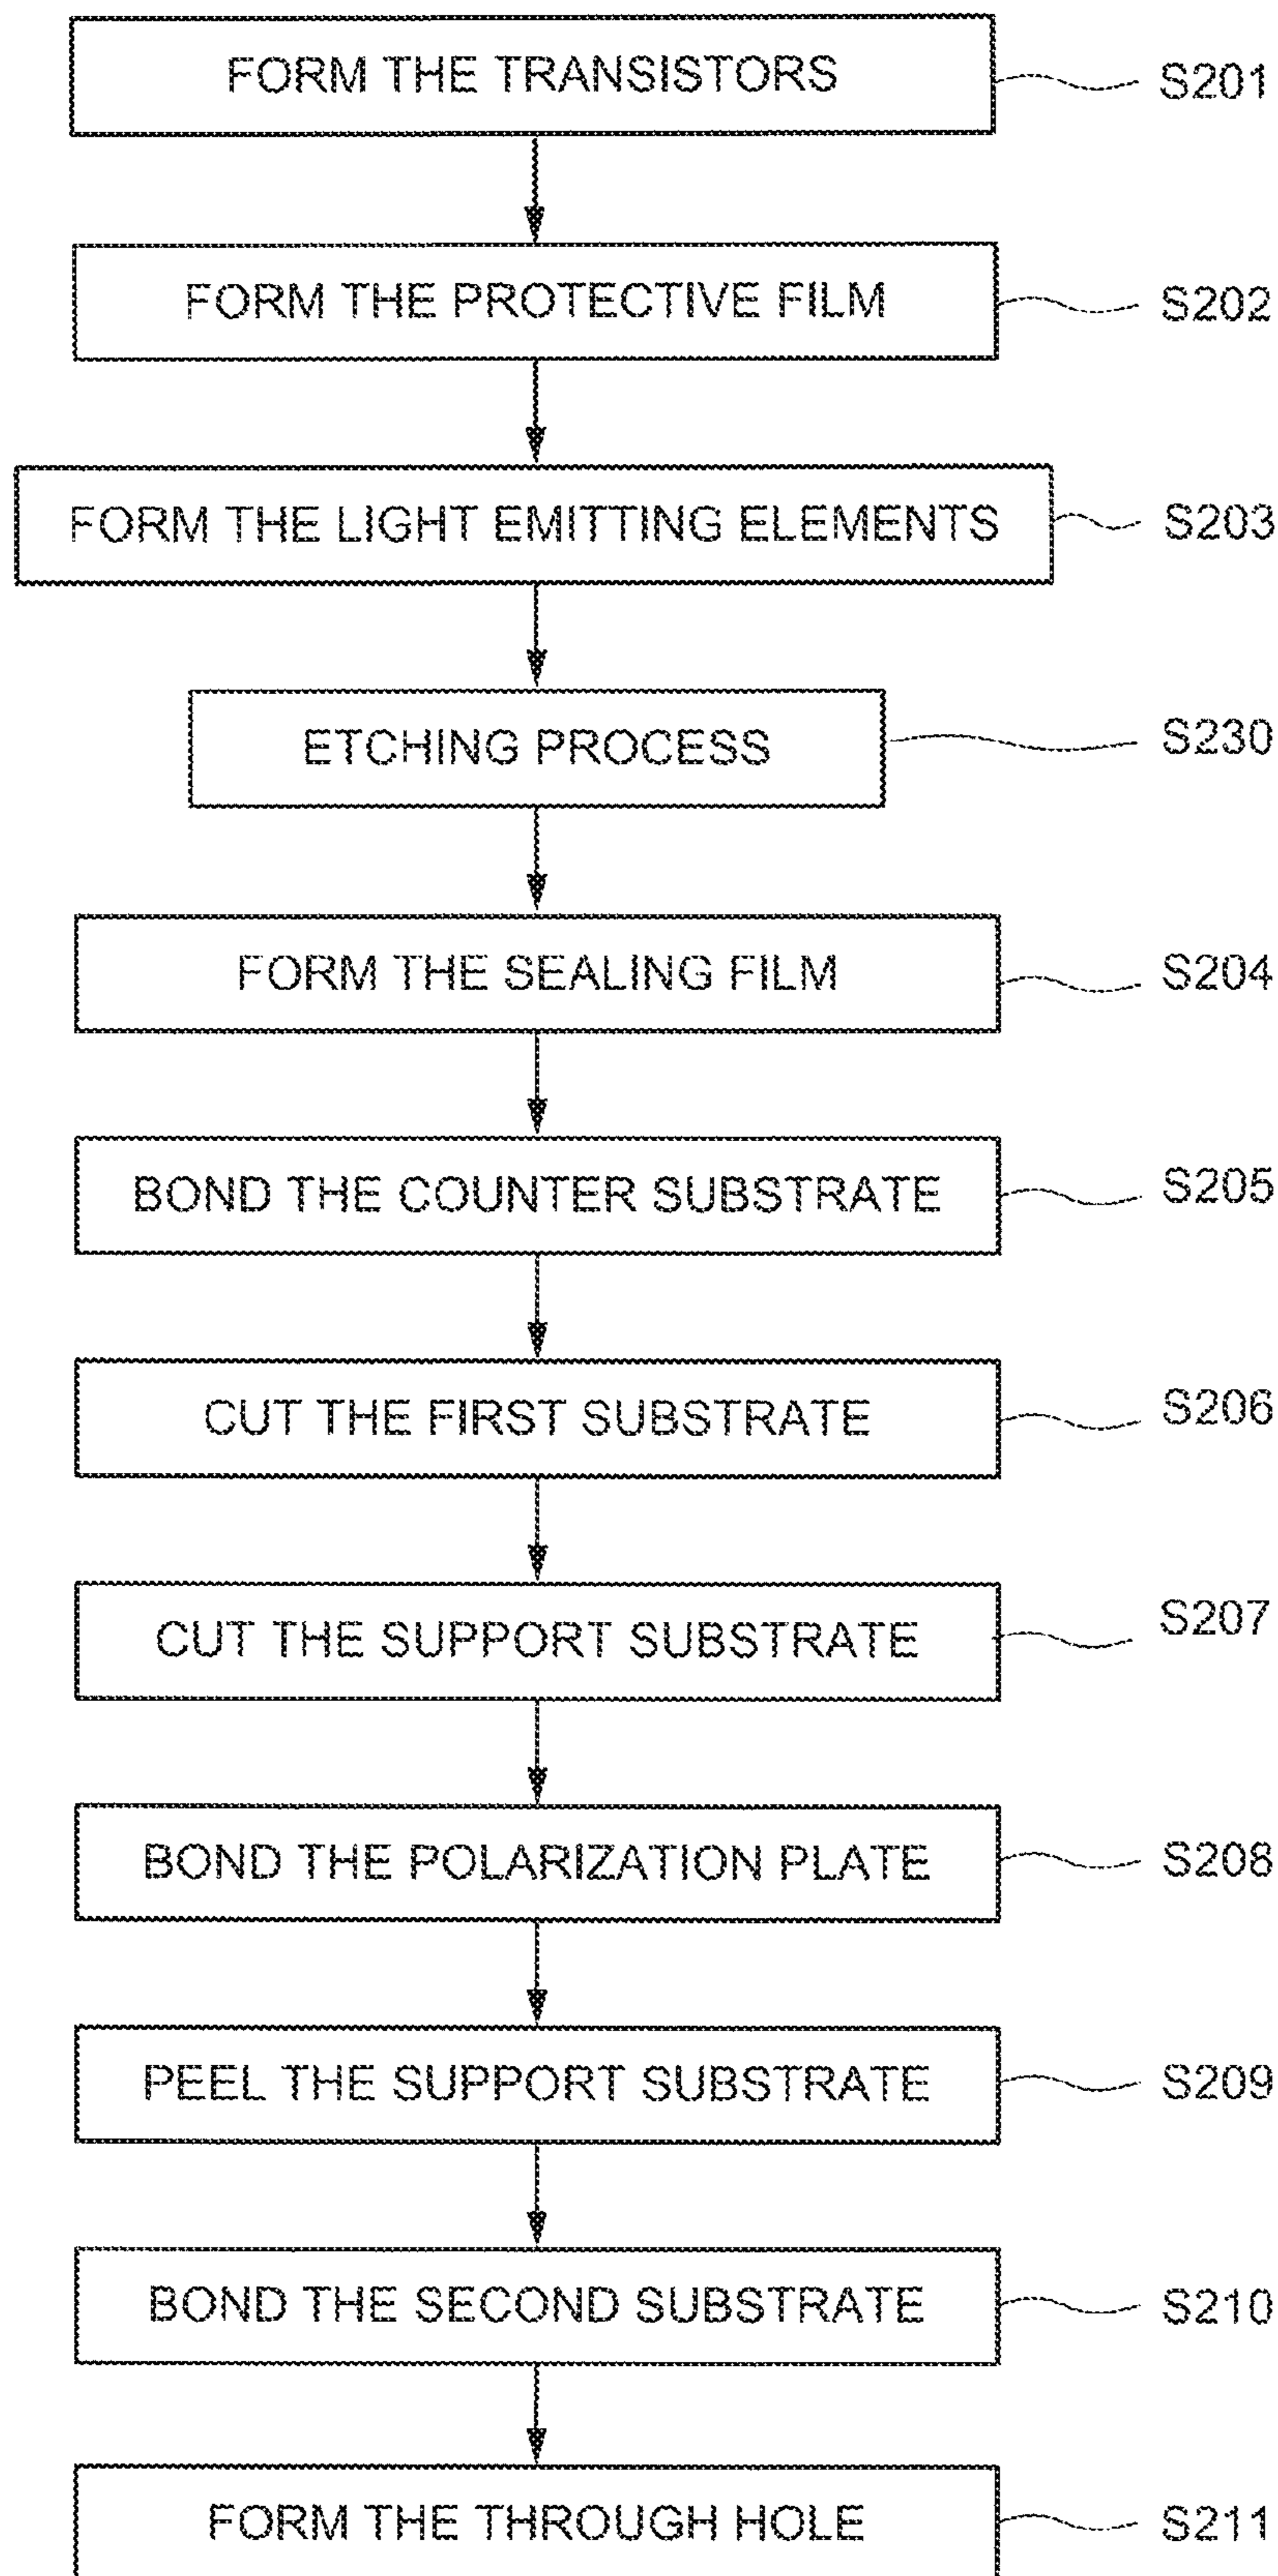 FORM THE TRANSISTORS S201
FORM THE PROTECTIVE FILM S202
FORM THE LIGHT EMITTING ELEMENTS S203
ETCHING PROCESS S230
FORM THE SEALING FILM S204
BOND THE COUNTER SUBSTRATE S205
CUT THE FIRST SUBSTRATE S206
CUT THE SUPPORT SUBSTRATE S207
BOND THE POLARIZATION PLATE S208
PEEL THE SUPPORT SUBSTRATE S209
BOND THE SECOND SUBSTRATE S210
FORM THE THROUGH HOLE S211